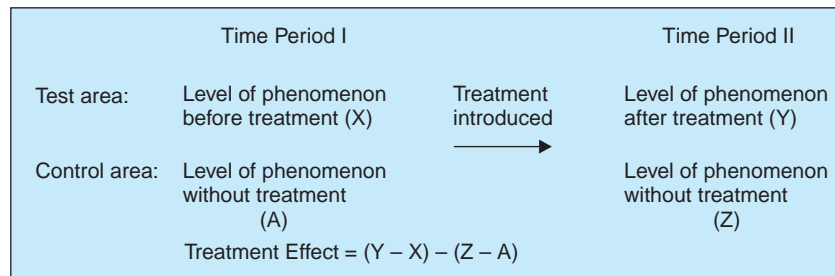 Time Period I Time Period II
Test area: Level of phenomenon Treatment Level of phenomenon
before treatment (X) introduced after treatment (Y)
Control area: Level of phenomenon Level of phenomenon
without treatment without treatment
(A) (Z)
Treatment Effect = (Y – X) – (Z – A)